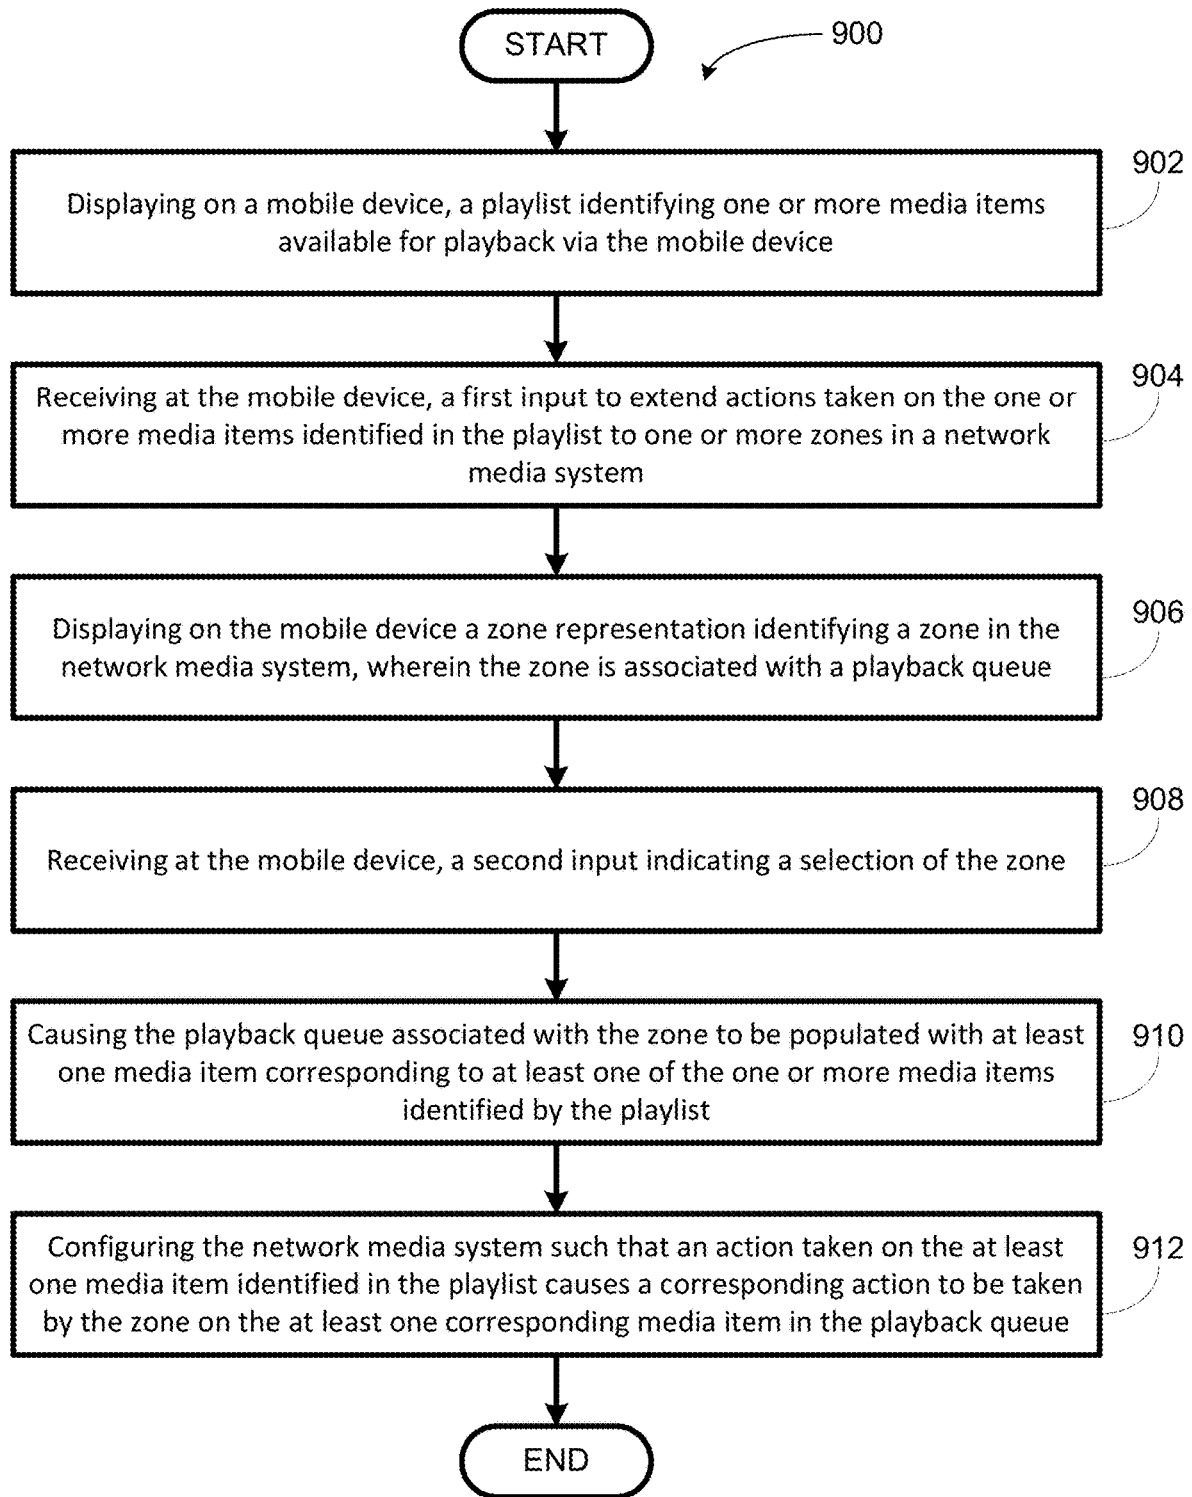 START
900
902
Displaying on a mobile device, a playlist identifying one or more media items
available for playback via the mobile device
904
Receiving at the mobile device, a first input to extend actions taken on the one or
more media items identified in the playlist to one or more zones in a network
media system
906
Displaying on the mobile device a zone representation identifying a zone in the
network media system, wherein the zone is associated with a playback queue
908
Receiving at the mobile device, a second input indicating a selection of the zone
910
Causing the playback queue associated with the zone to be populated with at least
one media item corresponding to at least one of the one or more media items
identified by the playlist
912
Configuring the network media system such that an action taken on the at least
one media item identified in the playlist causes a corresponding action to be taken
by the zone on the at least one corresponding media item in the playback queue
END